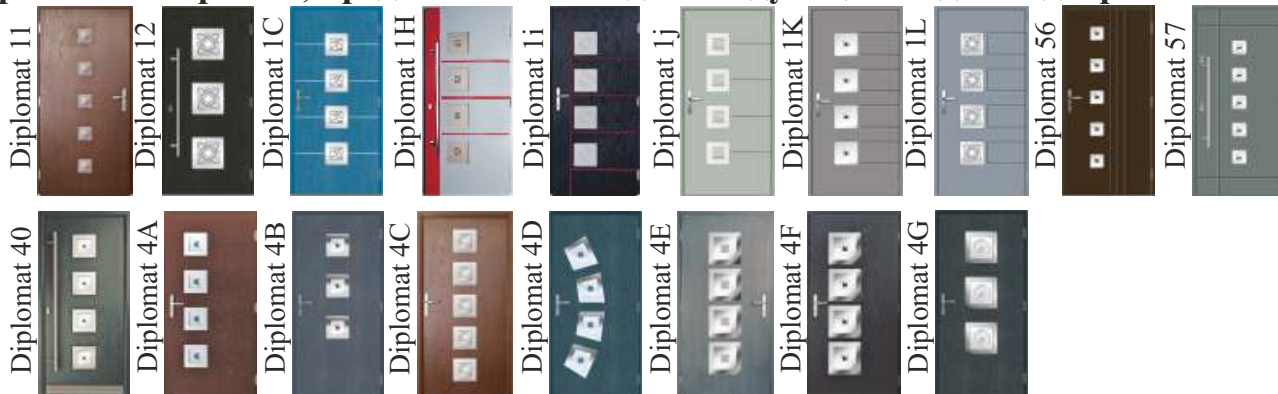 Diplomat 11
Diplomat 12
Diplomat 1C
Diplomat 1H
Diplomat 1i
Diplomat 1j
Diplomat 1K
Diplomat 1L
Diplomat 56
Diplomat 57
Diplomat 40
Diplomat 4A
Diplomat 4B
Diplomat 4C
Diplomat 4D
Diplomat 4E
Diplomat 4F
Diplomat 4G